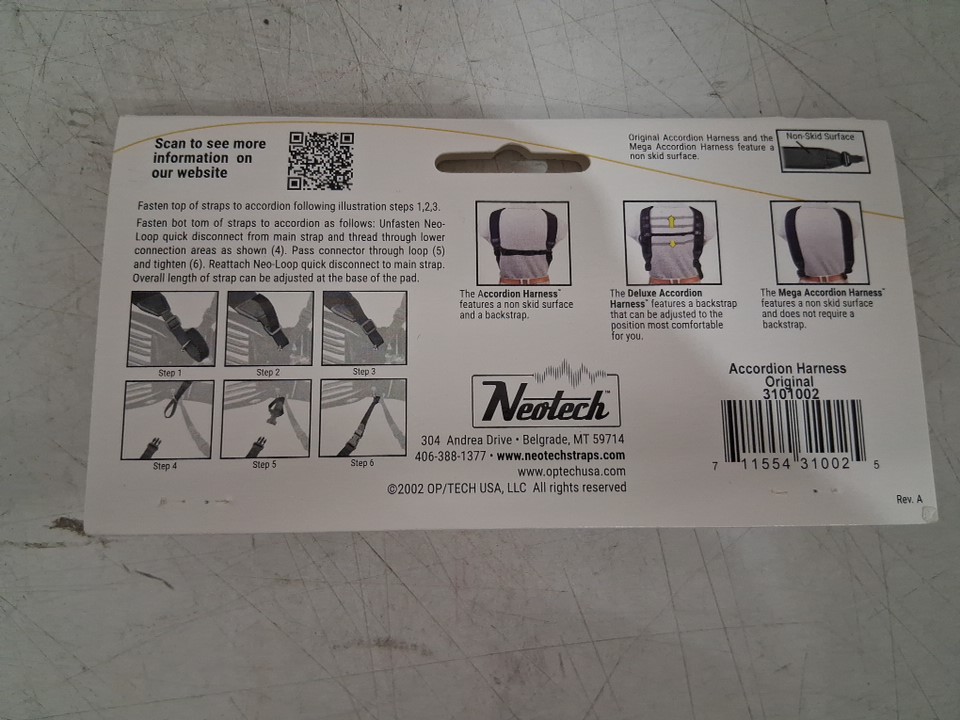 Scan to see more
information on
our website
Original Accordion Harness and the
Mega Accordion Harness feature a
non skid surface.
Non-Skid Surface
Fasten top of straps to accordion following illustration steps 1,2,3.
Fasten bot tom of straps to accordion as follows: Unfasten Neo-
Loop quick disconnect from main strap and thread through lower
connection areas as shown (4). Pass connector through loop (5)
and tighten (6). Reattach Neo-Loop quick disconnect to main strap.
Overall length of strap can be adjusted at the base of the pad.
Step 1
Step 2
Step 3
Step 4
Step 5
Step 6
The Accordion Harness™
features a non skid surface
and a backstrap.
The Deluxe Accordion
Harness™ features a backstrap
that can be adjusted to the
position most comfortable
for you.
The Mega Accordion Harness™
features a non skid surface
and does not require a
backstrap.
Neotech™
304 Andrea Drive • Belgrade, MT 59714
406-388-1377 • www.neotechstraps.com
www.optechusa.com
©2002 OP/TECH USA, LLC All rights reserved
Accordion Harness
Original
3101002
7 11554 31002 5
Rev. A